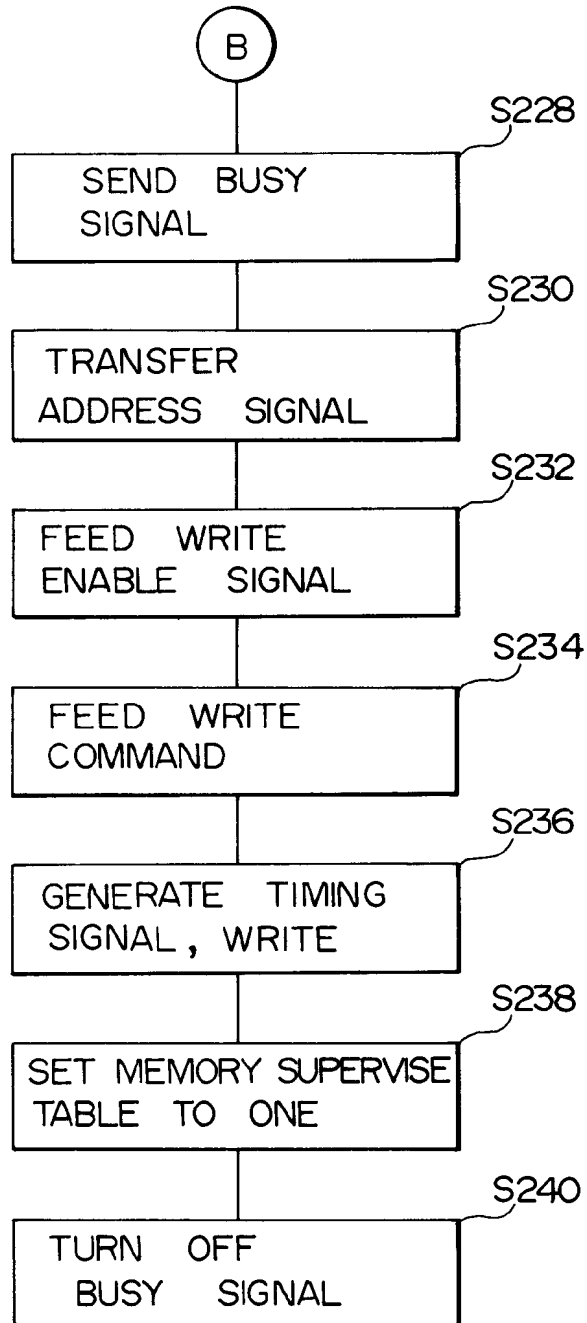 B
S228
SEND BUSY
SIGNAL
S230
TRANSFER
ADDRESS SIGNAL
S232
FEED WRITE
ENABLE SIGNAL
S234
FEED WRITE
COMMAND
S236
GENERATE TIMING
SIGNAL, WRITE
S238
SET MEMORY SUPERVISE
TABLE TO ONE
S240
TURN OFF
BUSY SIGNAL